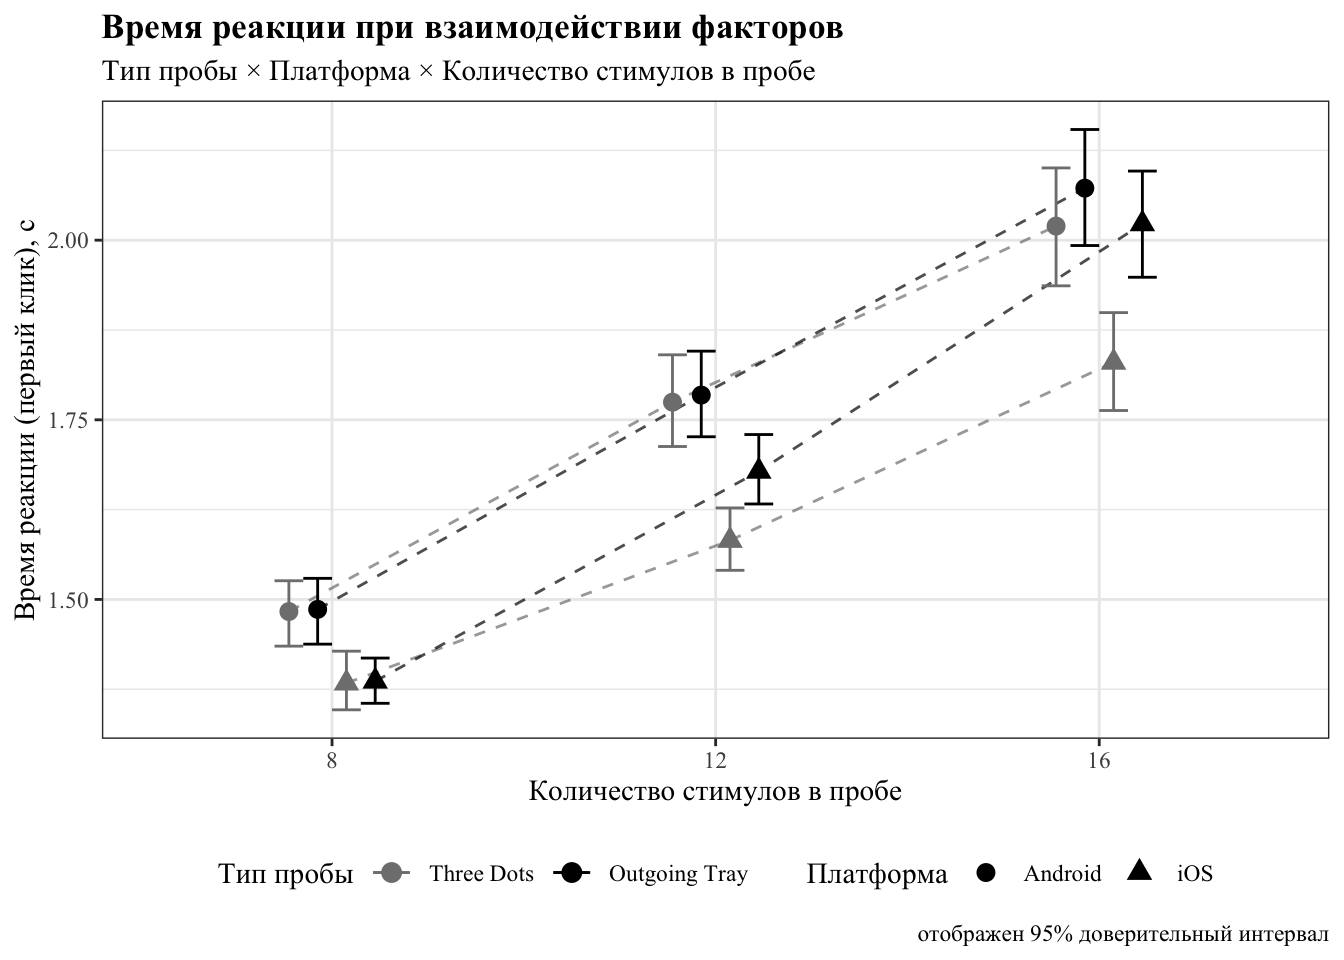 Время реакции при взаимодействии факторов
Тип пробы × Платформа × Количество стимулов в пробе
Время реакции (первый клик), с
2.00
1.75
1.50
8 12 16
Количество стимулов в пробе
Тип пробы Three Dots Outgoing Tray Платформа Android iOS
отображен 95% доверительный интервал